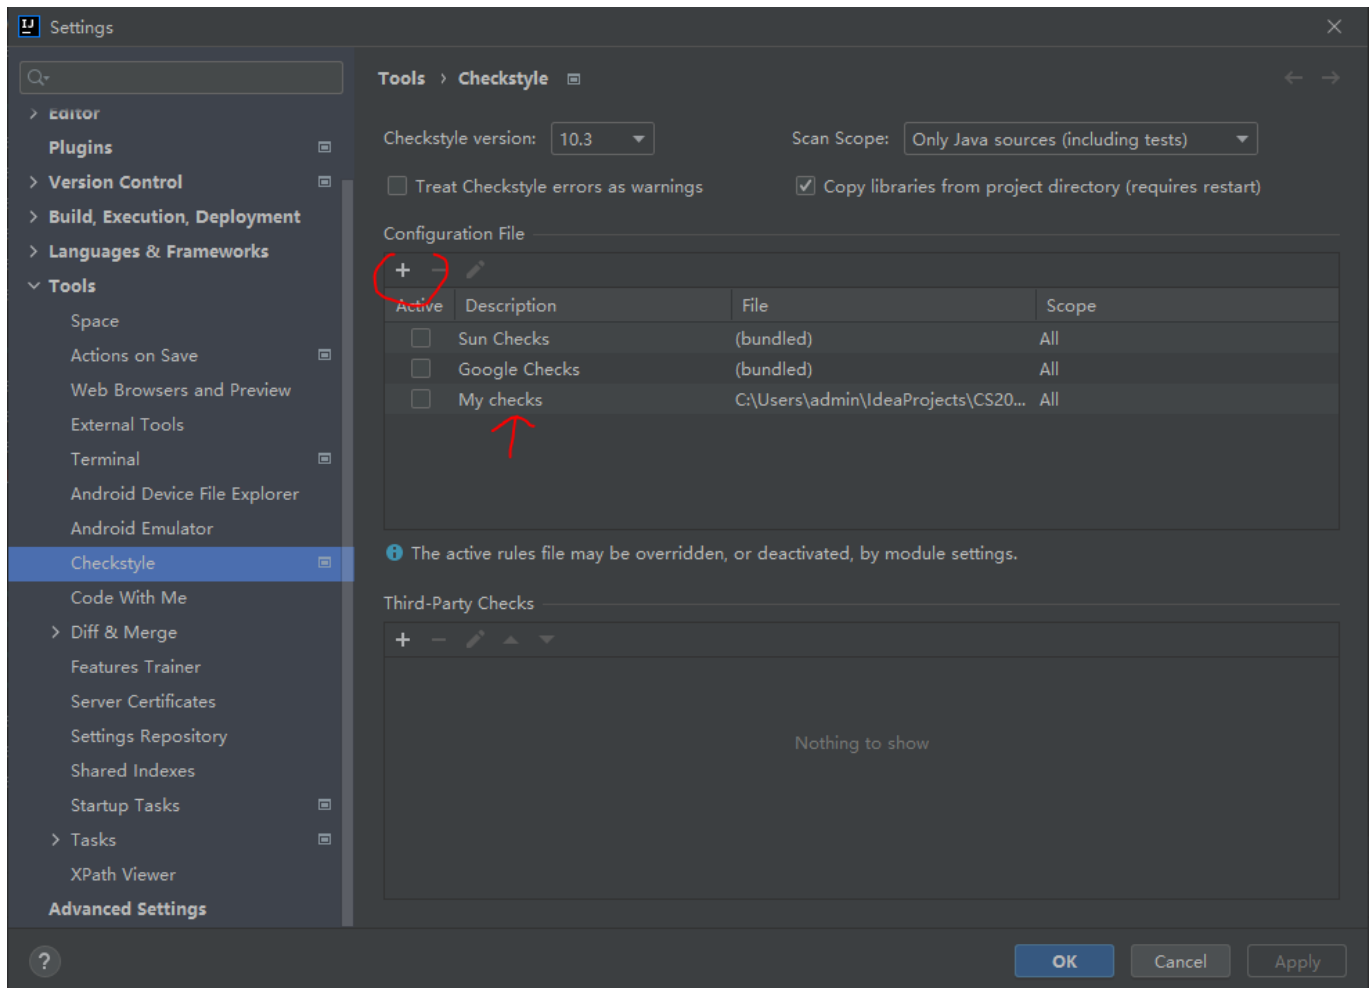 Settings
Editor
Plugins
Version Control
Build, Execution, Deployment
Languages & Frameworks
Tools
Space
Actions on Save
Web Browsers and Preview
External Tools
Terminal
Android Device File Explorer
Android Emulator
Checkstyle
Code With Me
Diff & Merge
Features Trainer
Server Certificates
Settings Repository
Shared Indexes
Startup Tasks
Tasks
XPath Viewer
Advanced Settings
Tools › Checkstyle
Checkstyle version: 10.3 Scan Scope: Only Java sources (including tests)
Treat Checkstyle errors as warnings Copy libraries from project directory (requires restart)
Configuration File
Active Description File Scope
Sun Checks (bundled) All
Google Checks (bundled) All
My checks C:\Users\admin\IdeaProjects\CS20... All
The active rules file may be overridden, or deactivated, by module settings.
Third-Party Checks
Nothing to show
? OK Cancel Apply